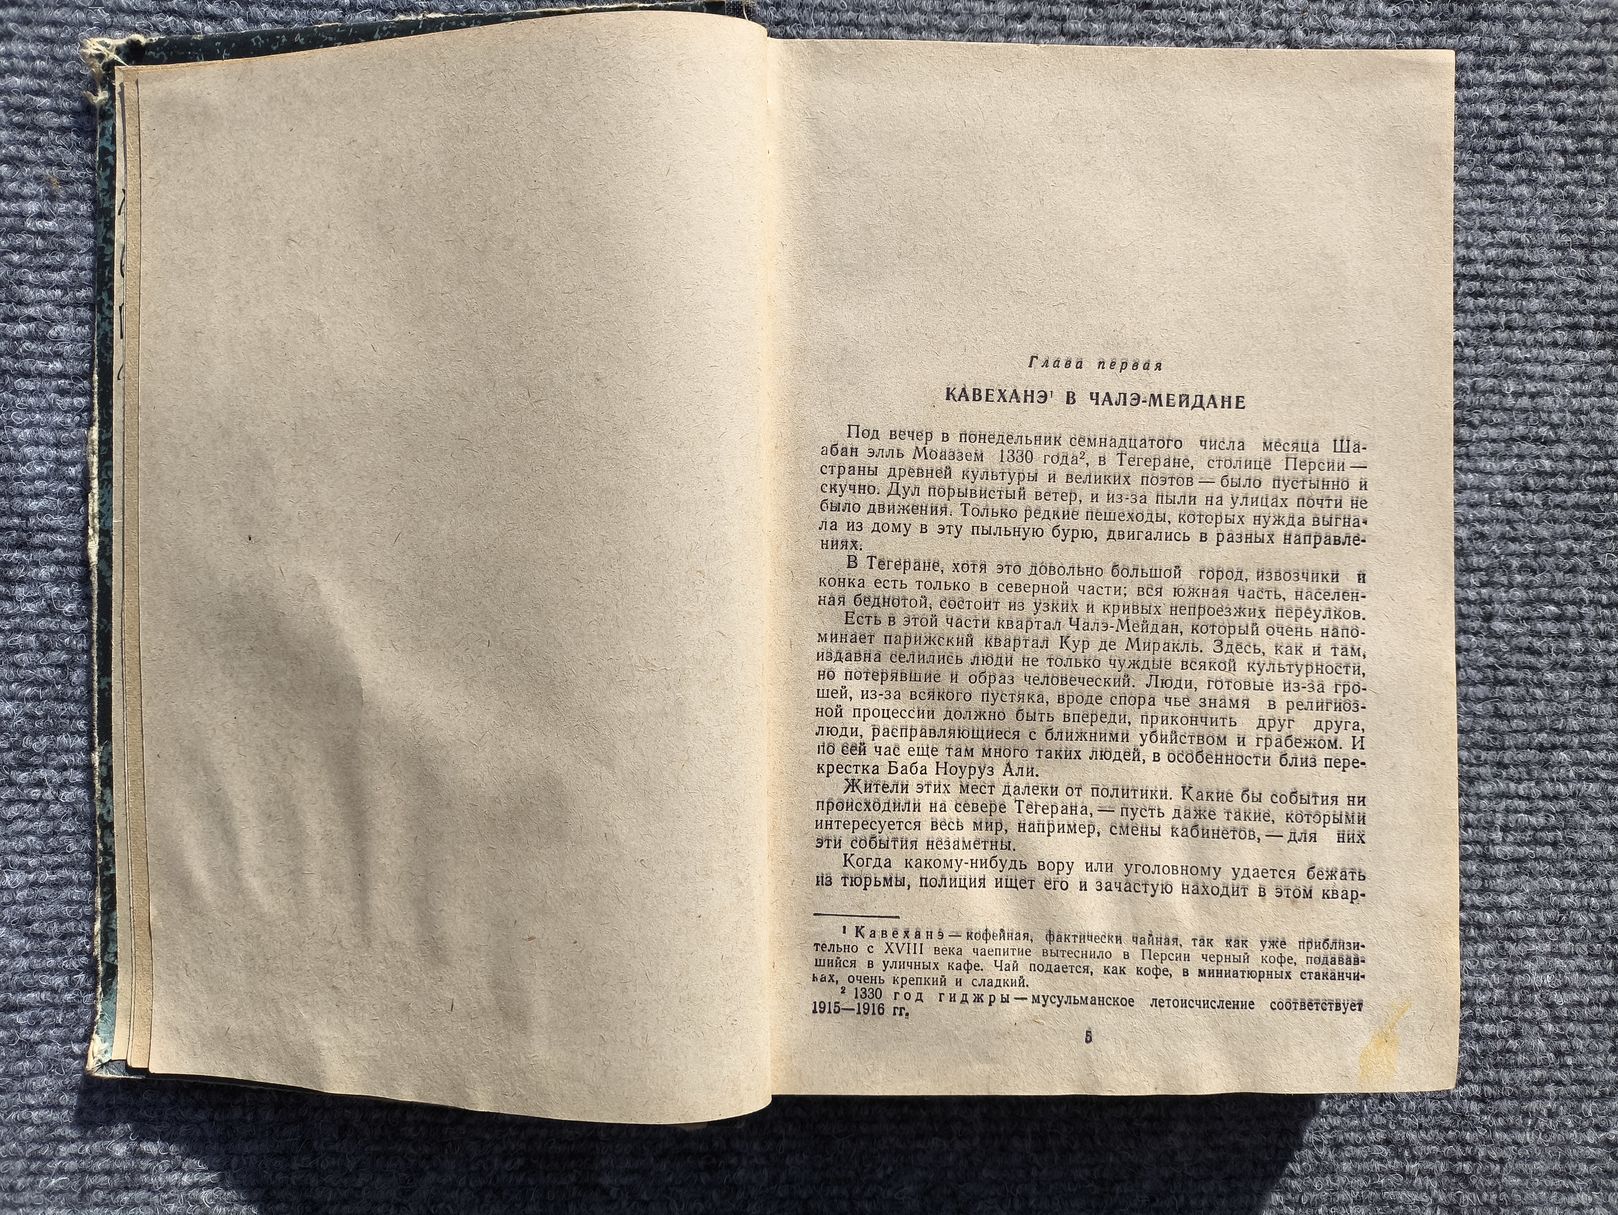 Глава первая
КАВЕХАНЭ¹ В ЧАЛЭ-МЕЙДАНЕ
Под вечер в понедельник семнадцатого числа месяца Ша-
абан элль Моаззем 1330 года², в Тегеране, столице Персии —
страны древней культуры и великих поэтов — было пустынно и
скучно. Дул порывистый ветер, и из-за пыли на улицах почти не
было движения. Только редкие пешеходы, которых нужда выгна-
ла из дому в эту пыльную бурю, двигались в разных направле-
ниях.
В Тегеране, хотя это довольно большой город, извозчики и
конка есть только в северной части; вся южная часть, населен-
ная беднотой, состоит из узких и кривых непроезжих переулков.
Есть в этой части квартал Чалэ-Мейдан, который очень напо-
минает парижский квартал Кур де Миракль. Здесь, как и там,
издавна селились люди не только чуждые всякой культурности,
но потерявшие и образ человеческий. Люди, готовые из-за гро-
шей, из-за всякого пустяка, вроде спора чье знамя в религиоз-
ной процессии должно быть впереди, прикончить друг друга,
люди, расправляющиеся с ближними убийством и грабежом. И
по сей час еще там много таких людей, в особенности близ пере-
крестка Баба Ноуруз Али.
Жители этих мест далеки от политики. Какие бы события ни
происходили на севере Тегерана, — пусть даже такие, которыми
интересуется весь мир, например, смены кабинетов, — для них
эти события незаметны.
Когда какому-нибудь вору или уголовному удается бежать
из тюрьмы, полиция ищет его и зачастую находит в этом квар-
¹ Кавеханэ — кофейная, фактически чайная, так как уже приблизи-
тельно с XVIII века чаепитие вытеснило в Персии черный кофе, подавав-
шийся в уличных кафе. Чай подается, как кофе, в миниатюрных стаканчи-
ках, очень крепкий и сладкий.
² 1330 год гиджры — мусульманское летоисчисление соответствует
1915—1916 гг.
5